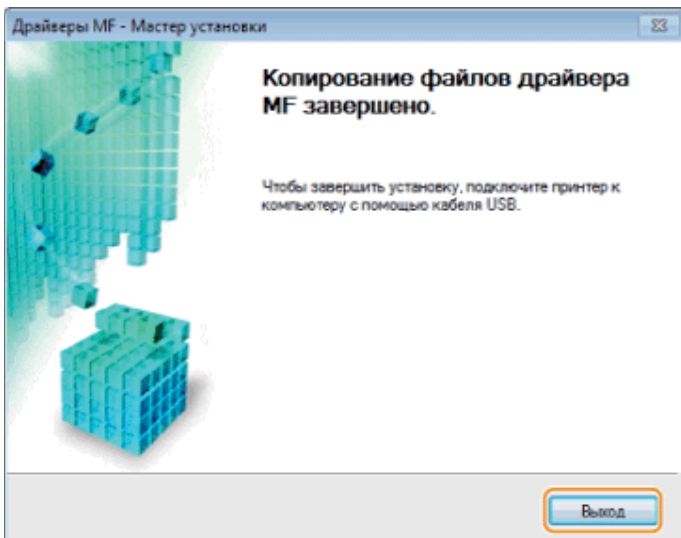 Драйверы MF - Мастер установки
Копирование файлов драйвера
MF завершено.
Чтобы завершить установку, подключите принтер к
компьютеру с помощью кабеля USB.
Выход